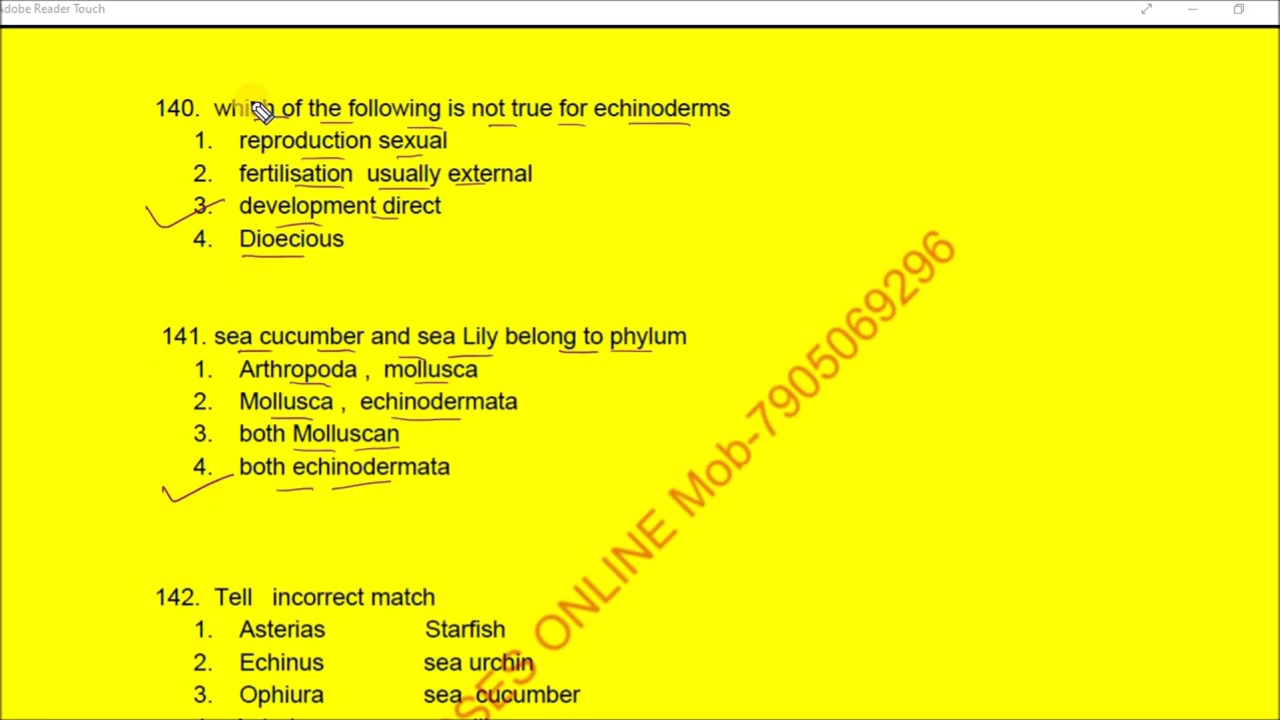 Adobe Reader Touch
140. which of the following is not true for echinoderms
1. reproduction sexual
2. fertilisation usually external
3. development direct
4. Dioecious
141. sea cucumber and sea Lily belong to phylum
1. Arthropoda , mollusca
2. Mollusca , echinodermata
3. both Molluscan
4. both echinodermata
142. Tell incorrect match
1. Asterias Starfish
2. Echinus sea urchin
3. Ophiura sea cucumber
ONLINE Mob-7905069296